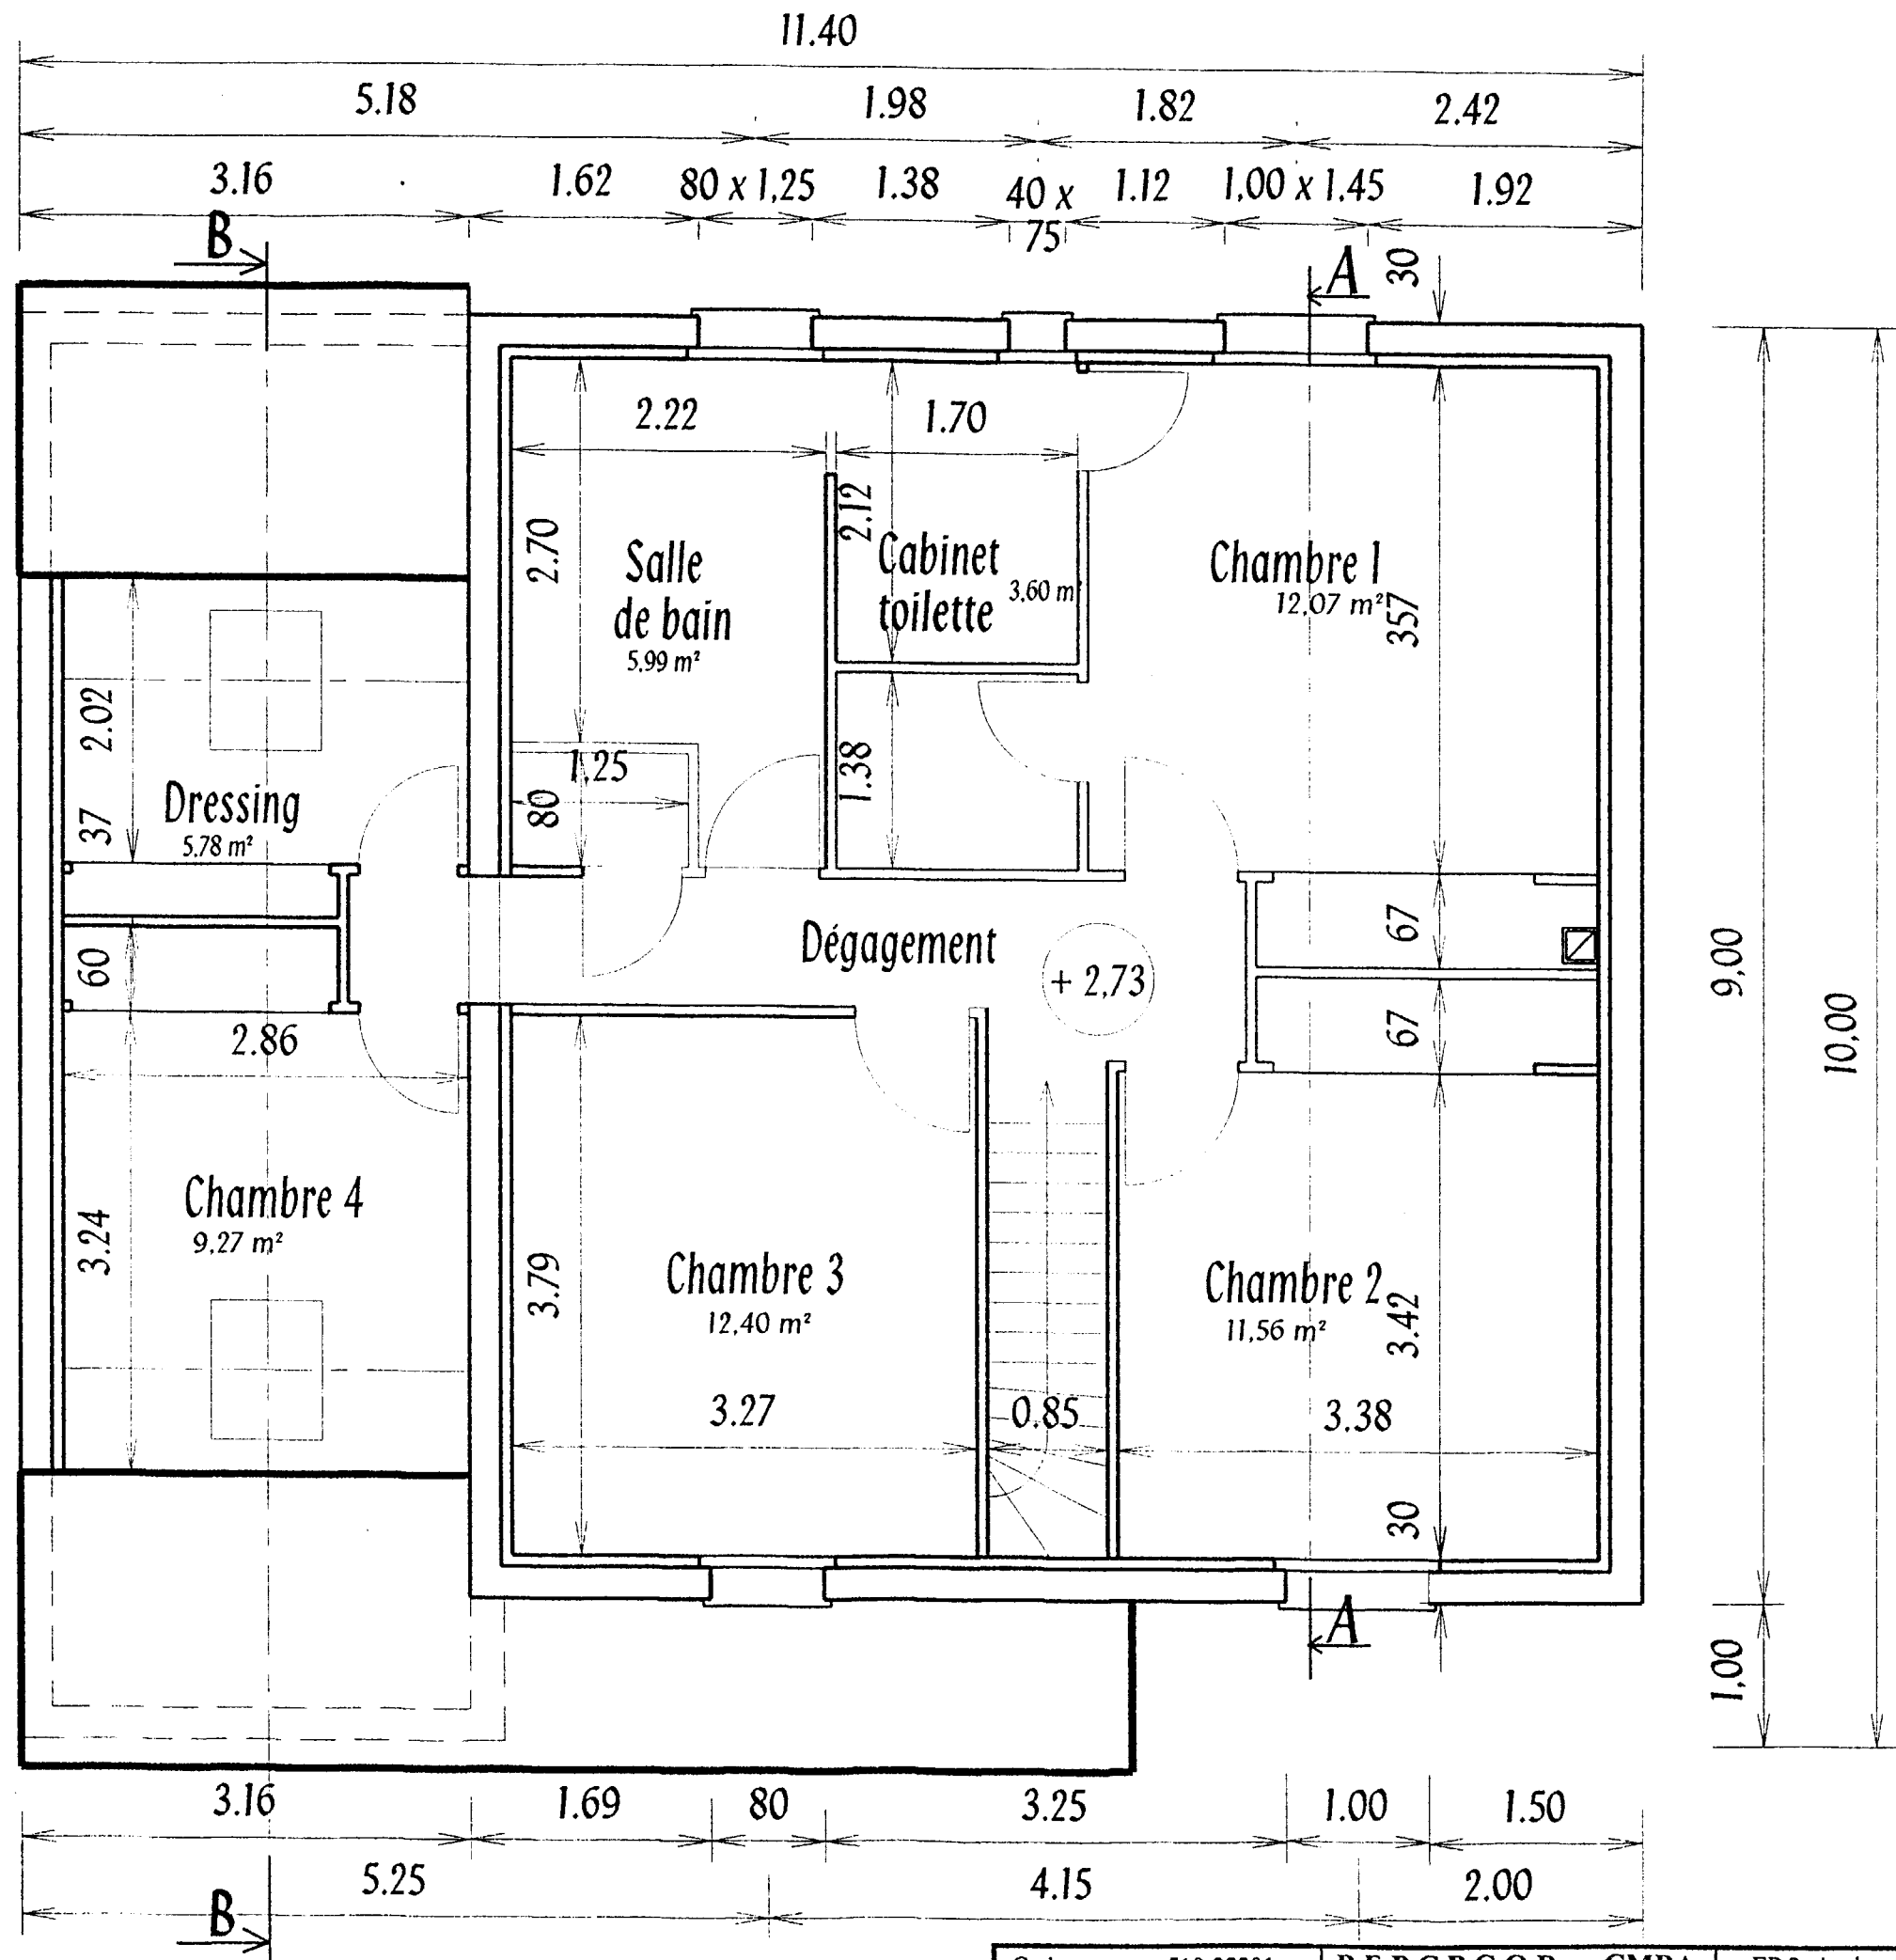 11.40
5.18 1.98 1.82 2.42
3.16 1.62 80 x 1,25 1.38 40 x 75 1.12 1,00 x 1.45 1.92
B
A
30
2.22
1.70
2.70
Salle
de bain
5,99 m²
2.12
Cabinet
toilette
3,60 m
Chambre 1
12,07 m²
357
2.02
37
Dressing
5,78 m²
1.25
80
1.38
Dégagement
+ 2,73
67
67
60
2.86
9,00
10,00
Chambre 4
9,27 m²
3.24
3.79
Chambre 3
12,40 m²
3.27
0.85
Chambre 2
11,56 m²
3.42
3.38
30
A
1,00
3.16 1.69 80 3.25 1.00 1.50
5.25 4.15 2.00
B